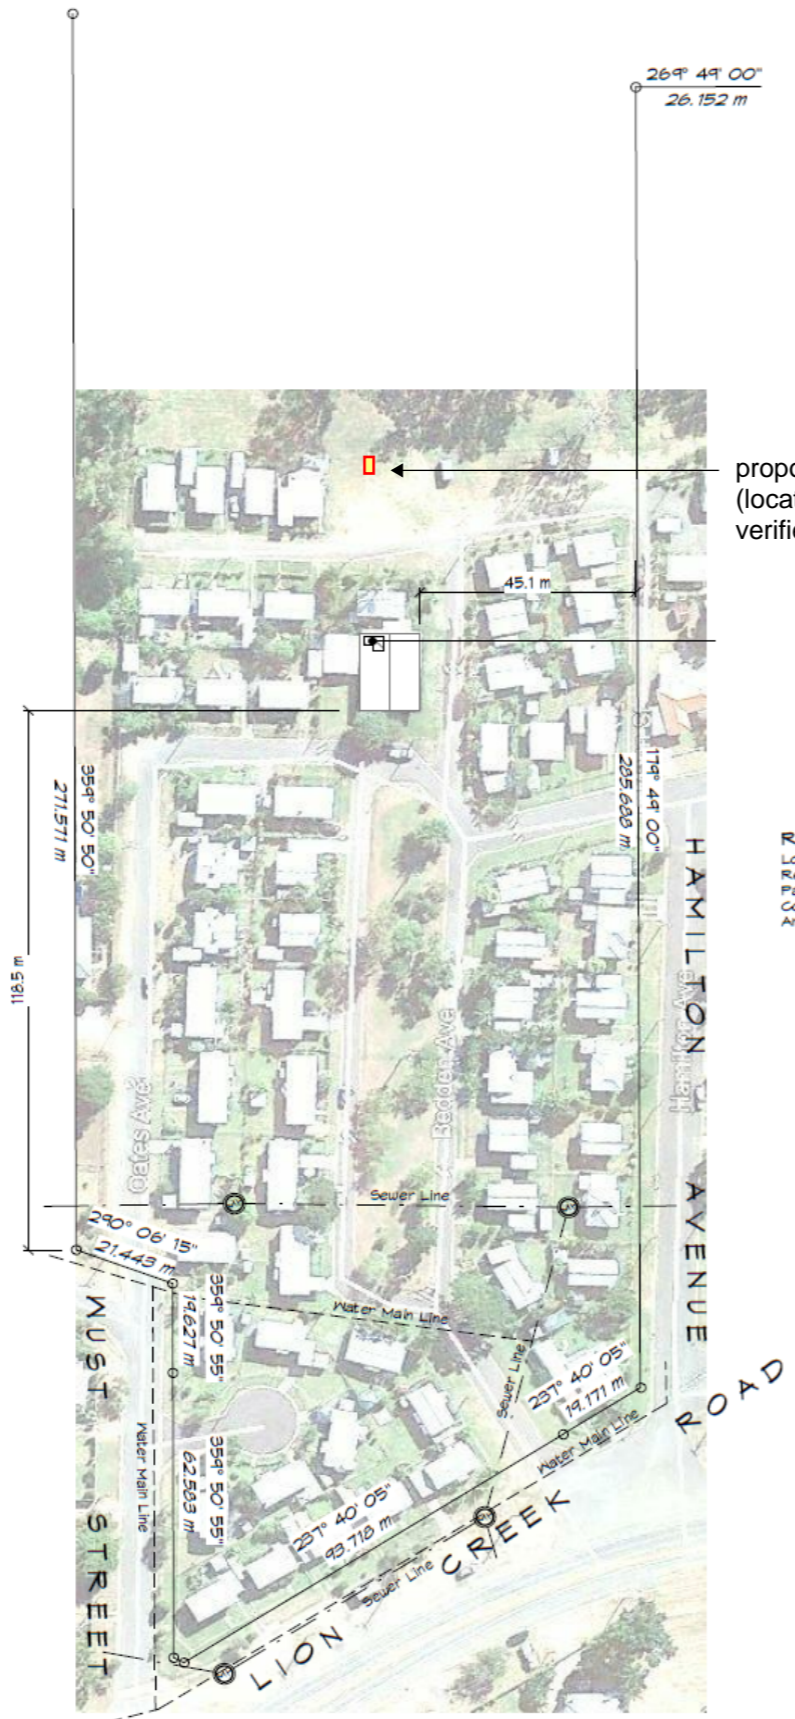 269° 49' 00"
26.152 m
propo
(locat
verifie
45.1 m
359° 50' 50"
271.571 m
179° 49' 00"
285.688 m
118.5 m
HAMILTON AVENUE
Hamilton Ave
Oates Ave
Bedden Ave
Sewer Line
290° 06' 15"
21.443 m
359° 50' 55"
19.627 m
Water Main Line
Sewer Line
237° 40' 05"
19.171 m
Water Main Line
MUST STREET
Water Main Line
359° 50' 55"
62.583 m
237° 40' 05"
93.718 m
Sewer Line
LION CREEK ROAD